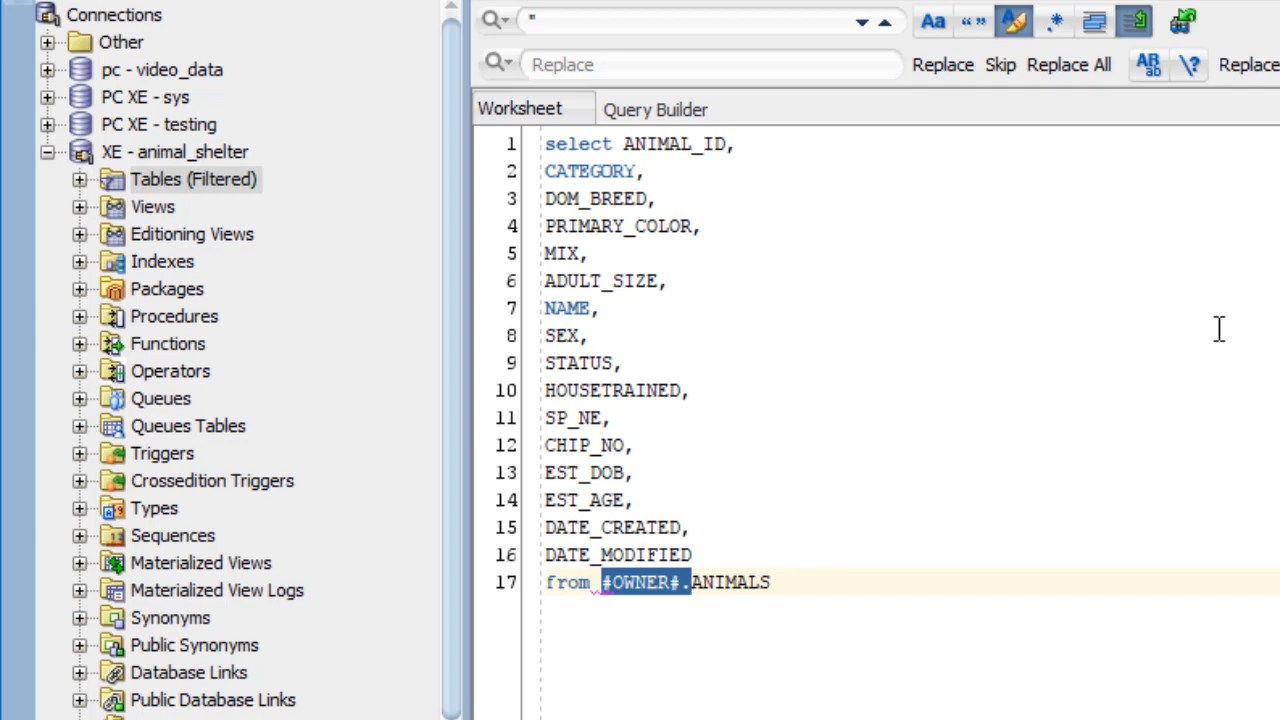 Connections
Other
pc - video_data
PC XE - sys
PC XE - testing
XE - animal_shelter
Tables (Filtered)
Views
Editioning Views
Indexes
Packages
Procedures
Functions
Operators
Queues
Queues Tables
Triggers
Crossedition Triggers
Types
Sequences
Materialized Views
Materialized View Logs
Synonyms
Public Synonyms
Database Links
Public Database Links
" Aa “ ” .*
Replace Replace Skip Replace All AB ab \? Replace
Worksheet Query Builder
1 select ANIMAL_ID,
2 CATEGORY,
3 DOM_BREED,
4 PRIMARY_COLOR,
5 MIX,
6 ADULT_SIZE,
7 NAME,
8 SEX,
9 STATUS,
10 HOUSETRAINED,
11 SP_NE,
12 CHIP_NO,
13 EST_DOB,
14 EST_AGE,
15 DATE_CREATED,
16 DATE_MODIFIED
17 from #OWNER#.ANIMALS